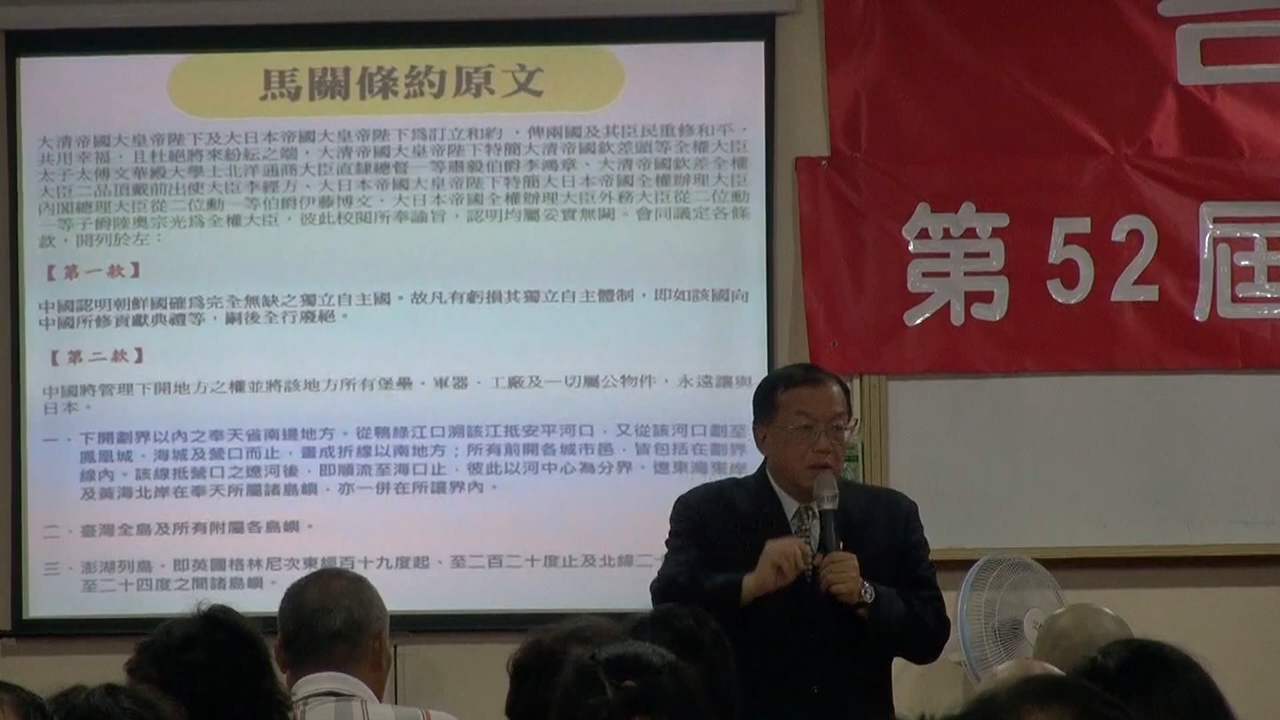 馬關條約原文
大清帝國大皇帝陛下及大日本帝國大皇帝陛下爲訂立和約，俾兩國及其臣民重修和平，
共用幸福，且杜絕將來紛紜之端，大清帝國大皇帝陛下特簡大清帝國欽差頭等全權大臣
太子太傅文華殿大學士北洋通商大臣直隸總督一等肅毅伯爵李鴻章、大清帝國欽差全權
大臣二品頂戴前出使大臣李經方、大日本帝國大皇帝陛下特簡大日本帝國全權辦理大臣
內閣總理大臣從二位勳一等伯爵伊藤博文、大日本帝國全權辦理大臣外務大臣從二位勳
一等子爵陸奧宗光爲全權大臣，彼此校閱所奉諭旨，認明均屬妥實無闕。會同議定各條
款，開列於左：
【第一款】
中國認明朝鮮國確爲完全無缺之獨立自主國。故凡有虧損其獨立自主體制，即如該國向
中國所修貢獻典禮等，嗣後全行廢絕。
【第二款】
中國將管理下開地方之權並將該地方所有堡壘、軍器、工廠及一切屬公物件，永遠讓與
日本。
一、下開劃界以內之奉天省南邊地方。從鴨綠江口溯該江抵安平河口，又從該河口劃至
鳳凰城、海城及營口而止，畫成折線以南地方；所有前開各城市邑，皆包括在劃界
線內。該線抵營口之遼河後，即順流至海口止，彼此以河中心為分界。遼東灣東岸
及黃海北岸在奉天所屬諸島嶼，亦一併在所讓界內。
二、臺灣全島及所有附屬各島嶼。
三、澎湖列島。即英國格林尼次東經百十九度起、至二百二十度止及北緯二
至二十四度之間諸島嶼。
第52屆